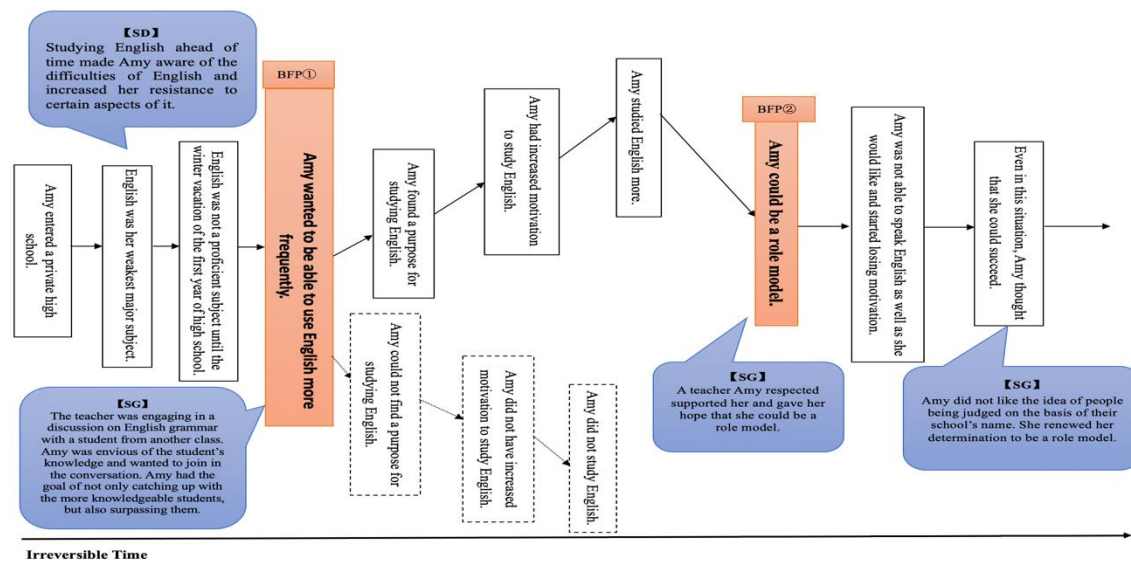 【SD】
Studying English ahead of
time made Amy aware of the
difficulties of English and
increased her resistance to
certain aspects of it.
Amy entered a private high
school.
English was her weakest major subject.
English was not a proficient subject until the
winter vacation of the first year of high school.
BFP①
Amy wanted to be able to use English more
frequently.
【SG】
The teacher was engaging in a
discussion on English grammar
with a student from another class.
Amy was envious of the student's
knowledge and wanted to join in
the conversation. Amy had the
goal of not only catching up with
the more knowledgeable students,
but also surpassing them.
Amy found a purpose for
studying English.
Amy had increased motivation
to study English.
Amy studied English more.
Amy could not find a purpose for
studying English.
Amy did not have increased
motivation to study English.
Amy did not study English.
BFP②
Amy could be a role model.
【SG】
A teacher Amy respected
supported her and gave her
hope that she could be a
role model.
Amy was not able to speak English as well as she
would like and started losing motivation.
Even in this situation, Amy thought
that she could succeed.
【SG】
Amy did not like the idea of people
being judged on the basis of their
school's name. She renewed her
determination to be a role model.
Irreversible Time